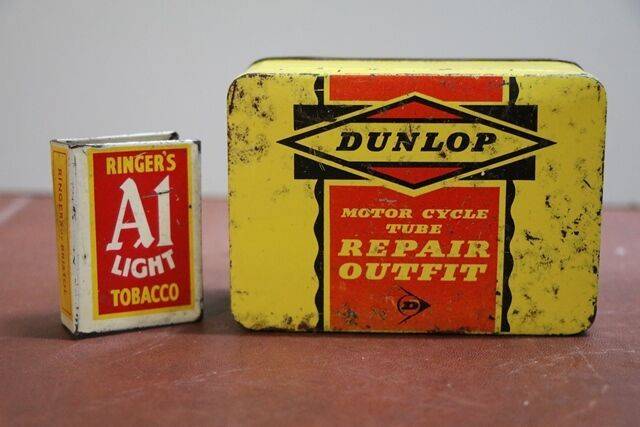 RINGER'S
A1
LIGHT
TOBACCO
DUNLOP
MOTOR CYCLE
TUBE
REPAIR
OUTFIT
D